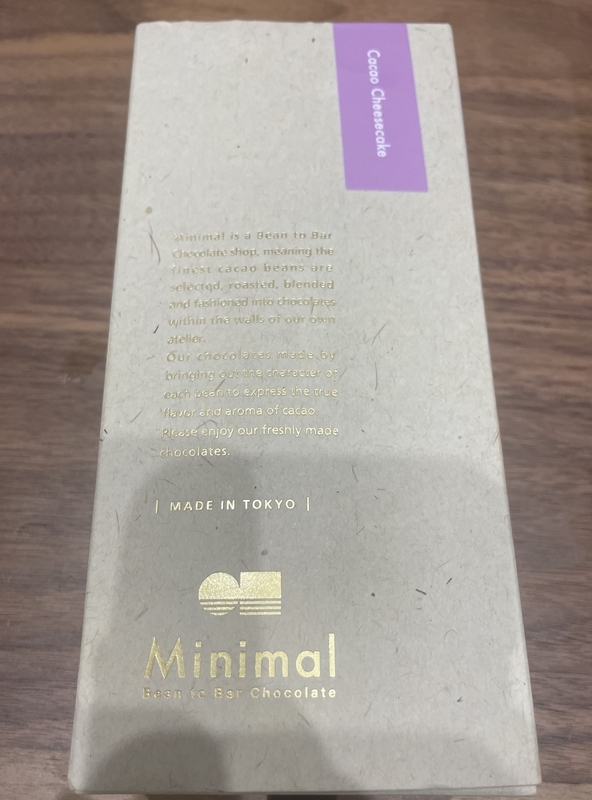 Cacao Cheesecake
Minimal is a Bean to Bar
Chocolate shop, meaning the
finest cacao beans are
selected, roasted, blended
and fashioned into chocolates
within the walls of our own
atelier.
Our chocolates made by
bringing out the character of
each bean to express the true
flavor and aroma of cacao.
Please enjoy our freshly made
chocolates.
| MADE IN TOKYO |
Minimal
Bean to Bar Chocolate